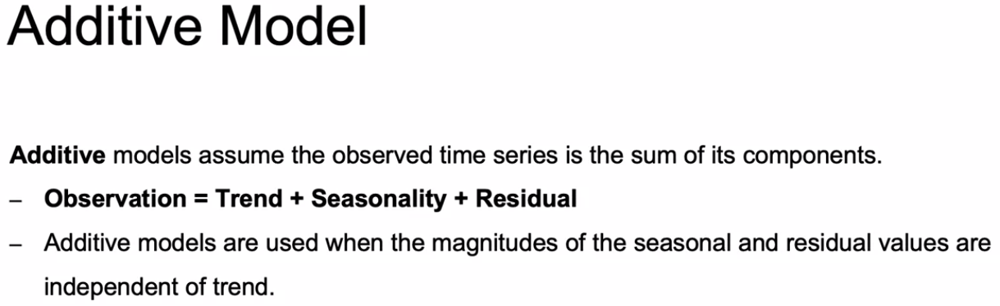 Additive Model
Additive models assume the observed time series is the sum of its components.
– Observation = Trend + Seasonality + Residual
– Additive models are used when the magnitudes of the seasonal and residual values are
independent of trend.